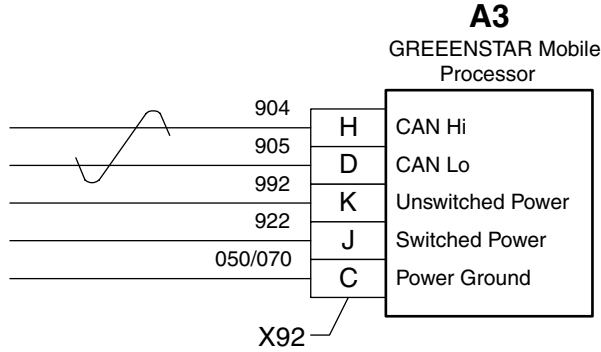 A3
GREEENSTAR Mobile
Processor
904 H CAN Hi
905 D CAN Lo
992 K Unswitched Power
922 J Switched Power
050/070 C Power Ground
X92